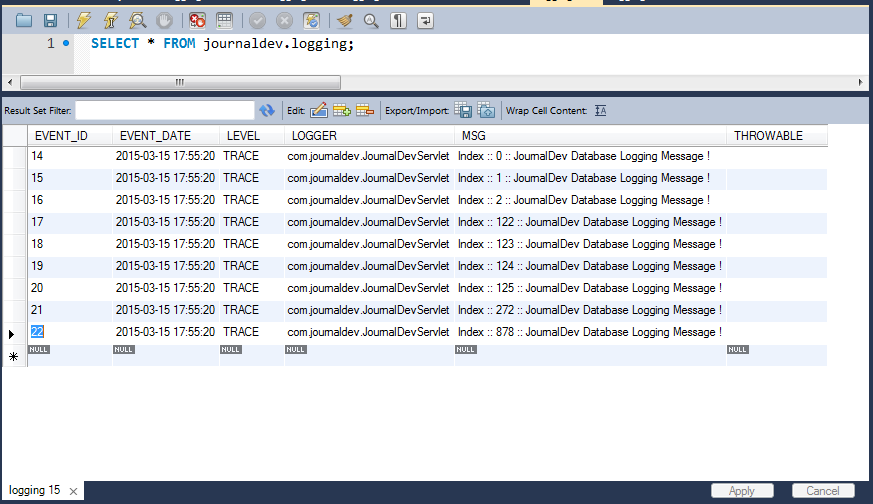 1 SELECT * FROM journaldev.logging;
Result Set Filter: Edit: Export/Import: Wrap Cell Content:
EVENT_ID EVENT_DATE LEVEL LOGGER MSG THROWABLE
14 2015-03-15 17:55:20 TRACE com.journaldev.JournalDevServlet Index :: 0 :: JournalDev Database Logging Message !
15 2015-03-15 17:55:20 TRACE com.journaldev.JournalDevServlet Index :: 1 :: JournalDev Database Logging Message !
16 2015-03-15 17:55:20 TRACE com.journaldev.JournalDevServlet Index :: 2 :: JournalDev Database Logging Message !
17 2015-03-15 17:55:20 TRACE com.journaldev.JournalDevServlet Index :: 122 :: JournalDev Database Logging Message !
18 2015-03-15 17:55:20 TRACE com.journaldev.JournalDevServlet Index :: 123 :: JournalDev Database Logging Message !
19 2015-03-15 17:55:20 TRACE com.journaldev.JournalDevServlet Index :: 124 :: JournalDev Database Logging Message !
20 2015-03-15 17:55:20 TRACE com.journaldev.JournalDevServlet Index :: 125 :: JournalDev Database Logging Message !
21 2015-03-15 17:55:20 TRACE com.journaldev.JournalDevServlet Index :: 272 :: JournalDev Database Logging Message !
22 2015-03-15 17:55:20 TRACE com.journaldev.JournalDevServlet Index :: 878 :: JournalDev Database Logging Message !
NULL NULL NULL NULL NULL NULL
logging 15 Apply Cancel